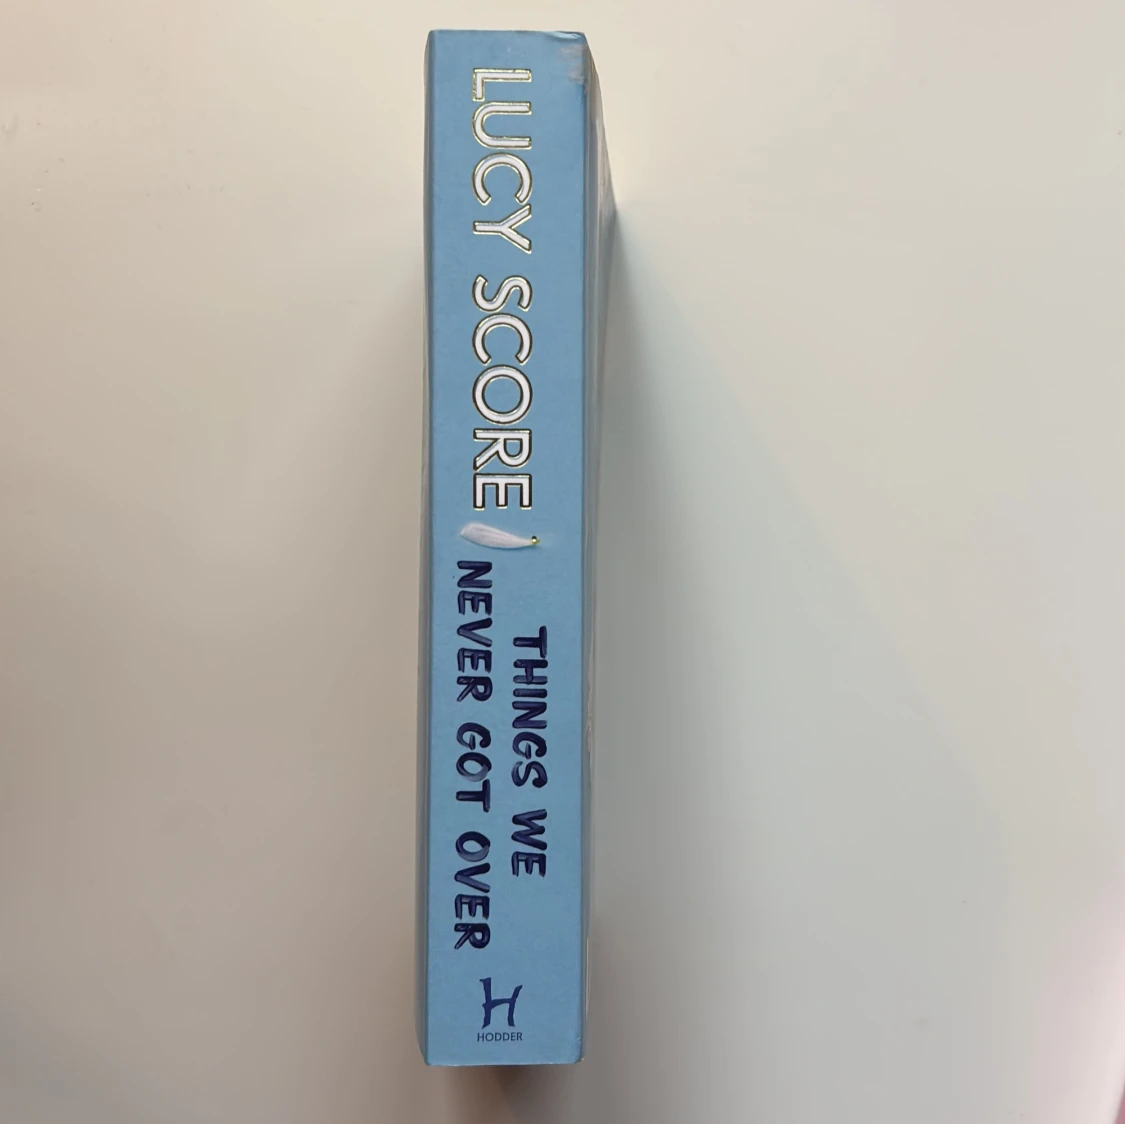 LUCY SCORE
THINGS WE
NEVER GOT OVER
H
HODDER